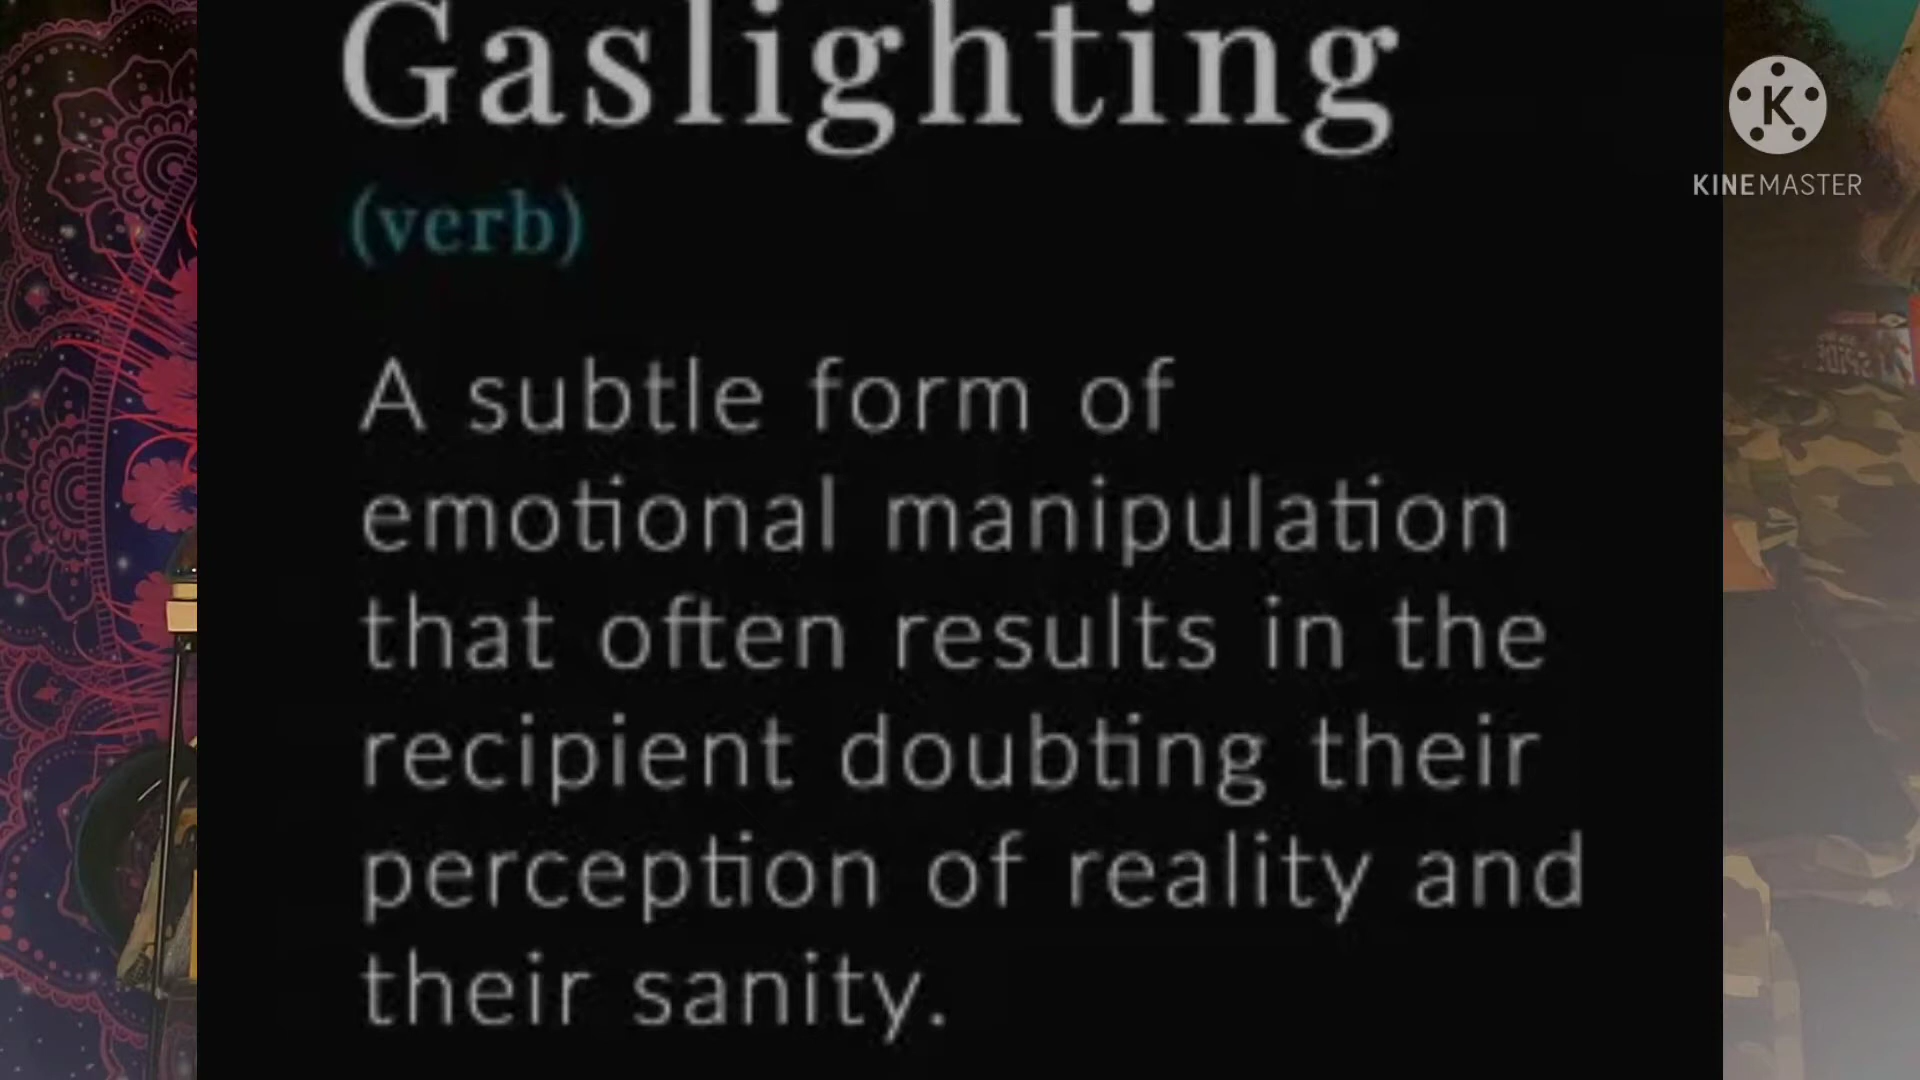 Gaslighting
KINEMASTER
(verb)
A subtle form of
emotional manipulation
that often results in the
recipient doubting their
perception of reality and
their sanity.